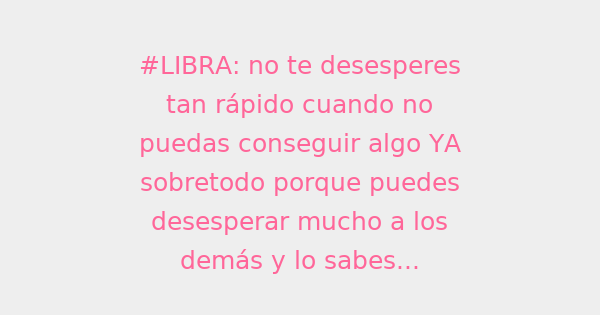 #LIBRA: no te desesperes
tan rápido cuando no
puedas conseguir algo YA
sobretodo porque puedes
desesperar mucho a los
demás y lo sabes...